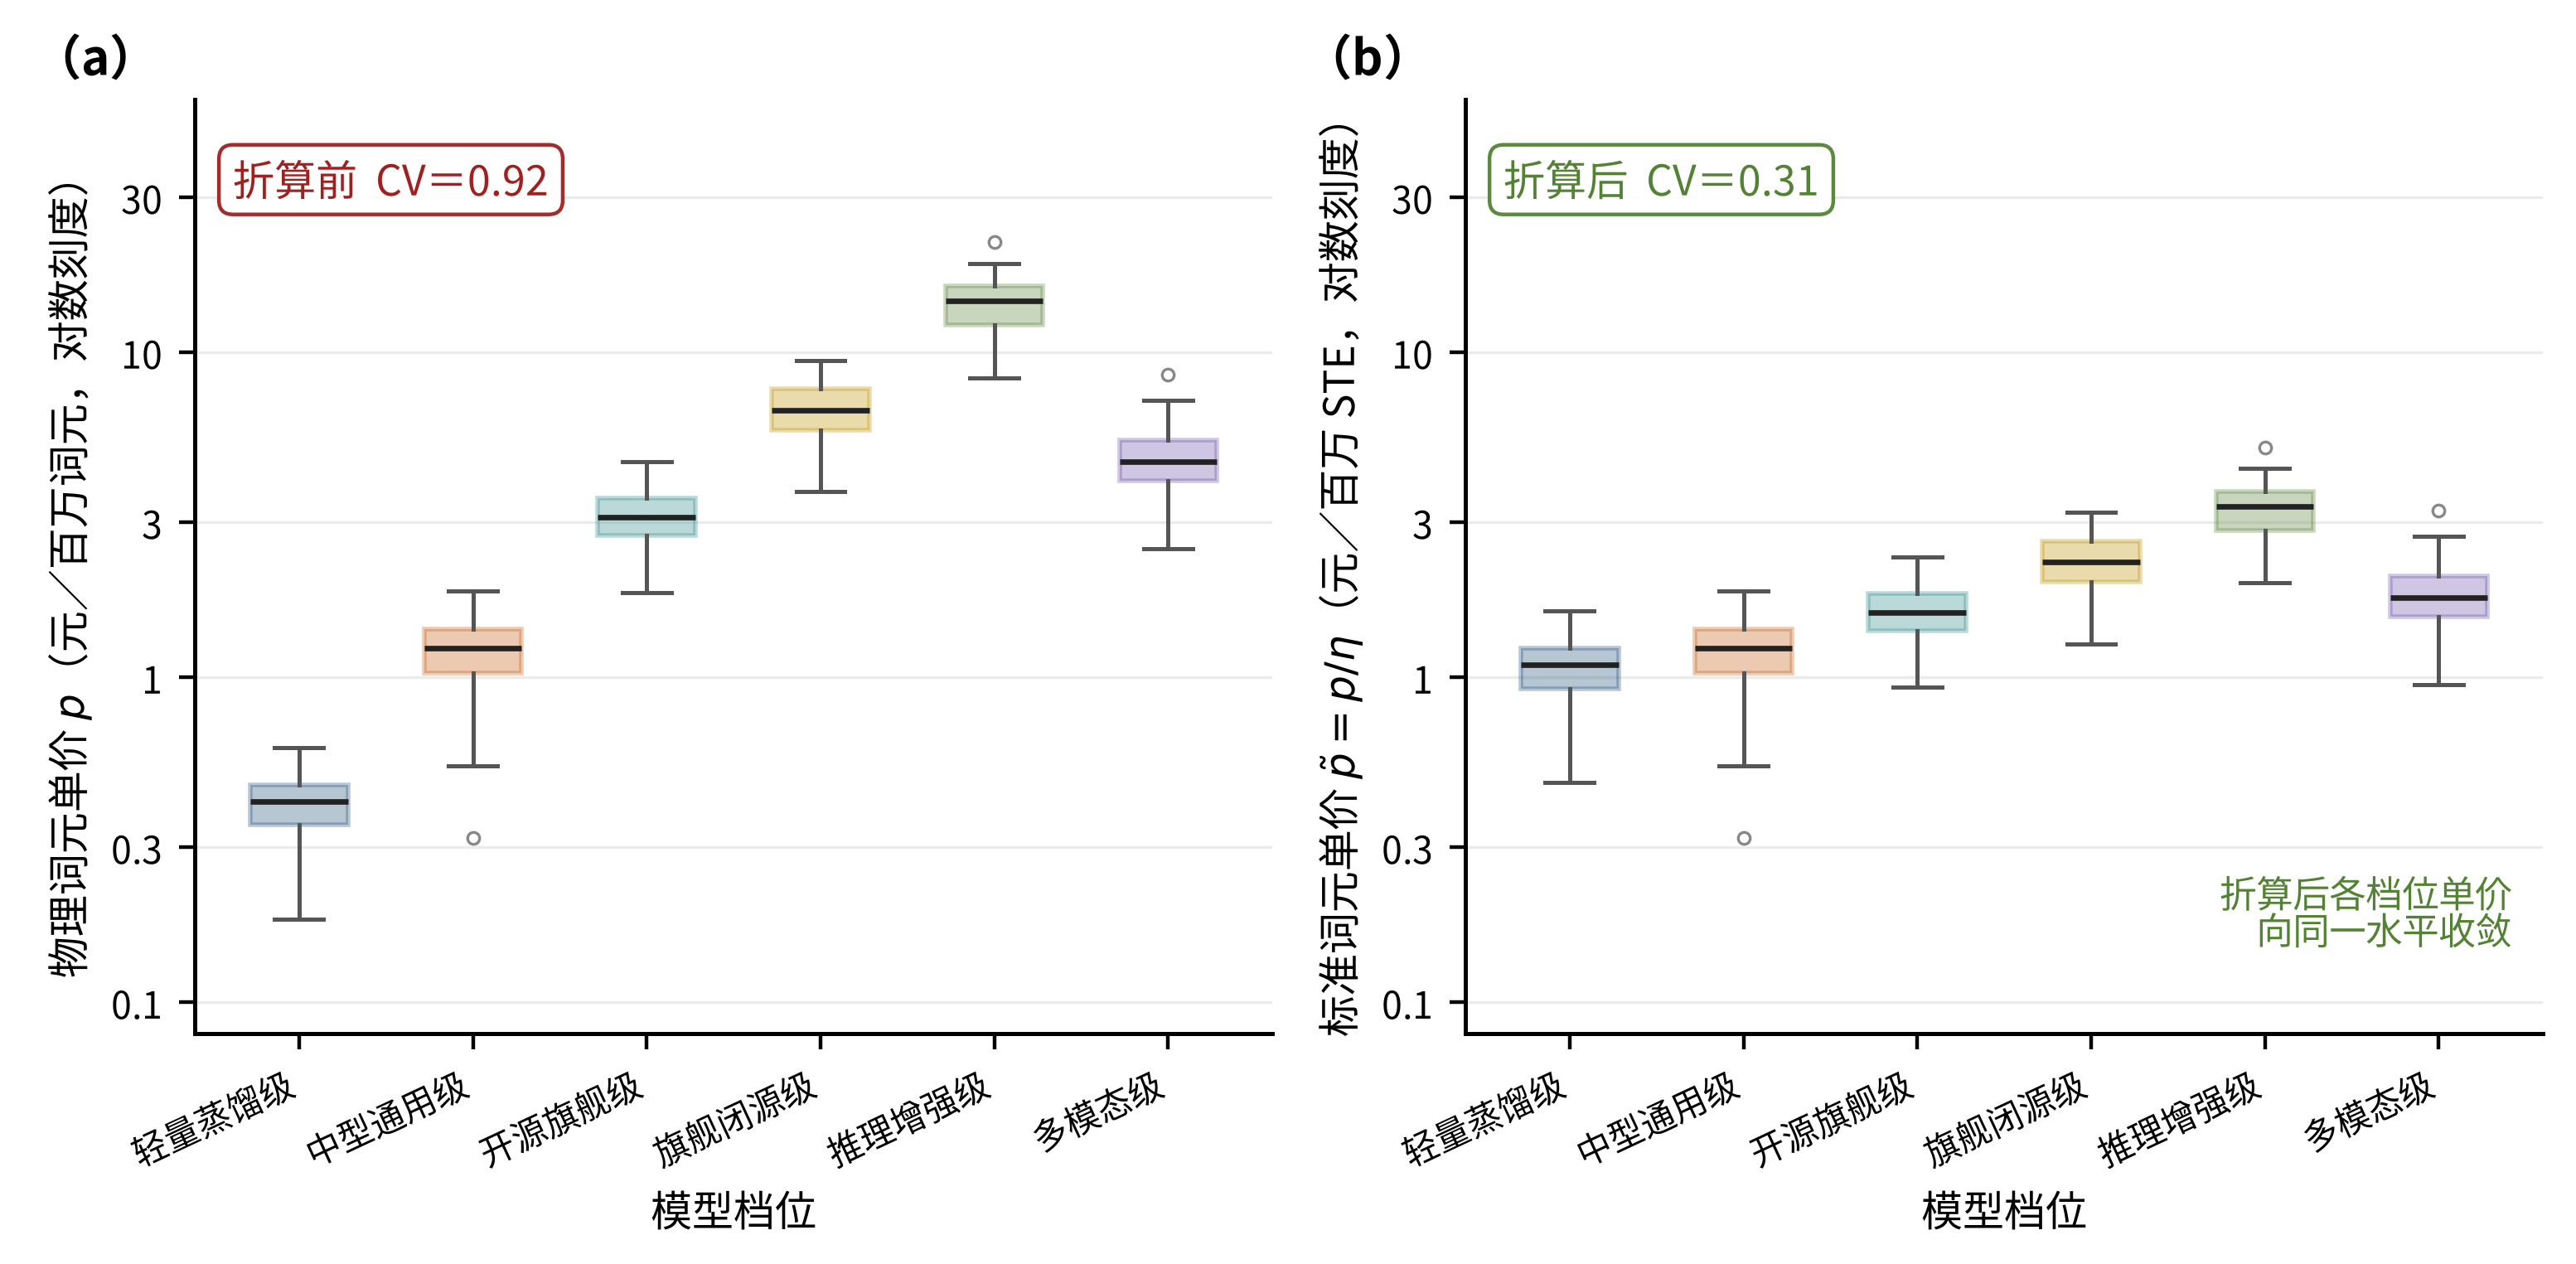 (a)
折算前 CV＝0.92
物理词元单价 p（元／百万词元，对数刻度）
30
10
3
1
0.3
0.1
轻量蒸馏级
中型通用级
开源旗舰级
旗舰闭源级
推理增强级
多模态级
模型档位
(b)
折算后 CV＝0.31
标准词元单价 p̃ = p/η（元／百万 STE，对数刻度）
30
10
3
1
0.3
0.1
折算后各档位单价
向同一水平收敛
轻量蒸馏级
中型通用级
开源旗舰级
旗舰闭源级
推理增强级
多模态级
模型档位